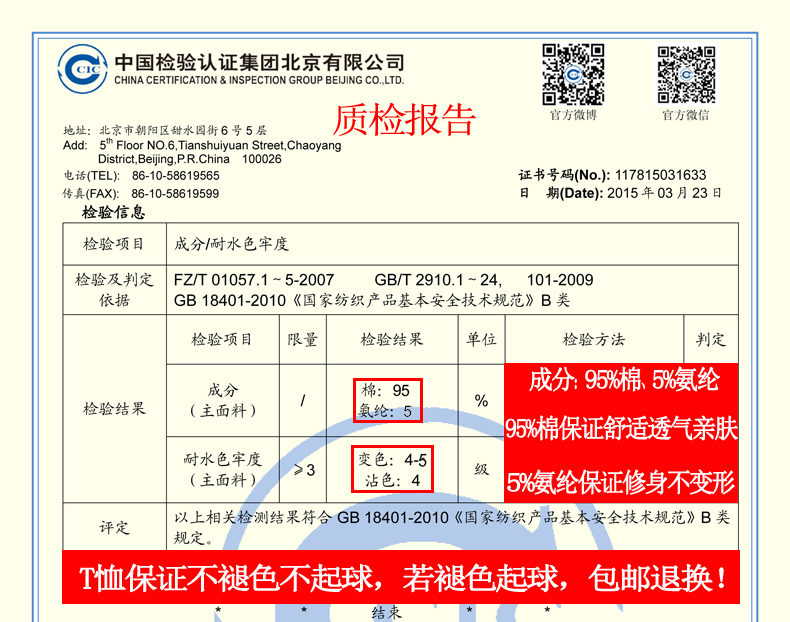 中国检验认证集团北京有限公司
CHINA CERTIFICATION & INSPECTION GROUP BEIJING CO.,LTD.
CIC
官方微博
官方微信
质检报告
地址: 北京市朝阳区甜水园街6号5层
Add: 5th Floor NO.6,Tianshuiyuan Street,Chaoyang
District,Beijing,P.R.China 100026
电话(TEL): 86-10-58619565
传真(FAX): 86-10-58619599
证书号码(No.): 117815031633
日 期(Date): 2015年03月23日
检验信息
检验项目 成分/耐水色牢度
检验及判定依据
FZ/T 01057.1~5-2007 GB/T 2910.1~24, 101-2009
GB 18401-2010《国家纺织产品基本安全技术规范》B 类
检验结果
检验项目 限量 检验结果 单位 检验方法 判定
成分
(主面料)
/
棉: 95
氨纶: 5
%
耐水色牢度
(主面料)
≥3
变色: 4-5
沾色: 4
级
成分: 95%棉、5%氨纶
95%棉保证舒适透气亲肤
5%氨纶保证修身不变形
评定
以上相关检测结果符合 GB 18401-2010《国家纺织产品基本安全技术规范》B 类
规定。
T恤保证不褪色不起球，若褪色起球，包邮退换!
* * 结束 * *